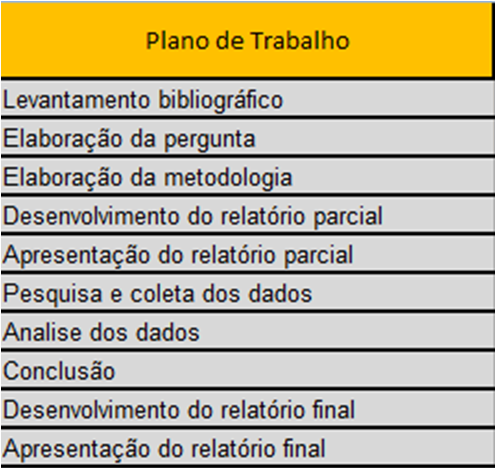 Plano de Trabalho
Levantamento bibliográfico
Elaboração da pergunta
Elaboração da metodologia
Desenvolvimento do relatório parcial
Apresentação do relatório parcial
Pesquisa e coleta dos dados
Analise dos dados
Conclusão
Desenvolvimento do relatório final
Apresentação do relatório final